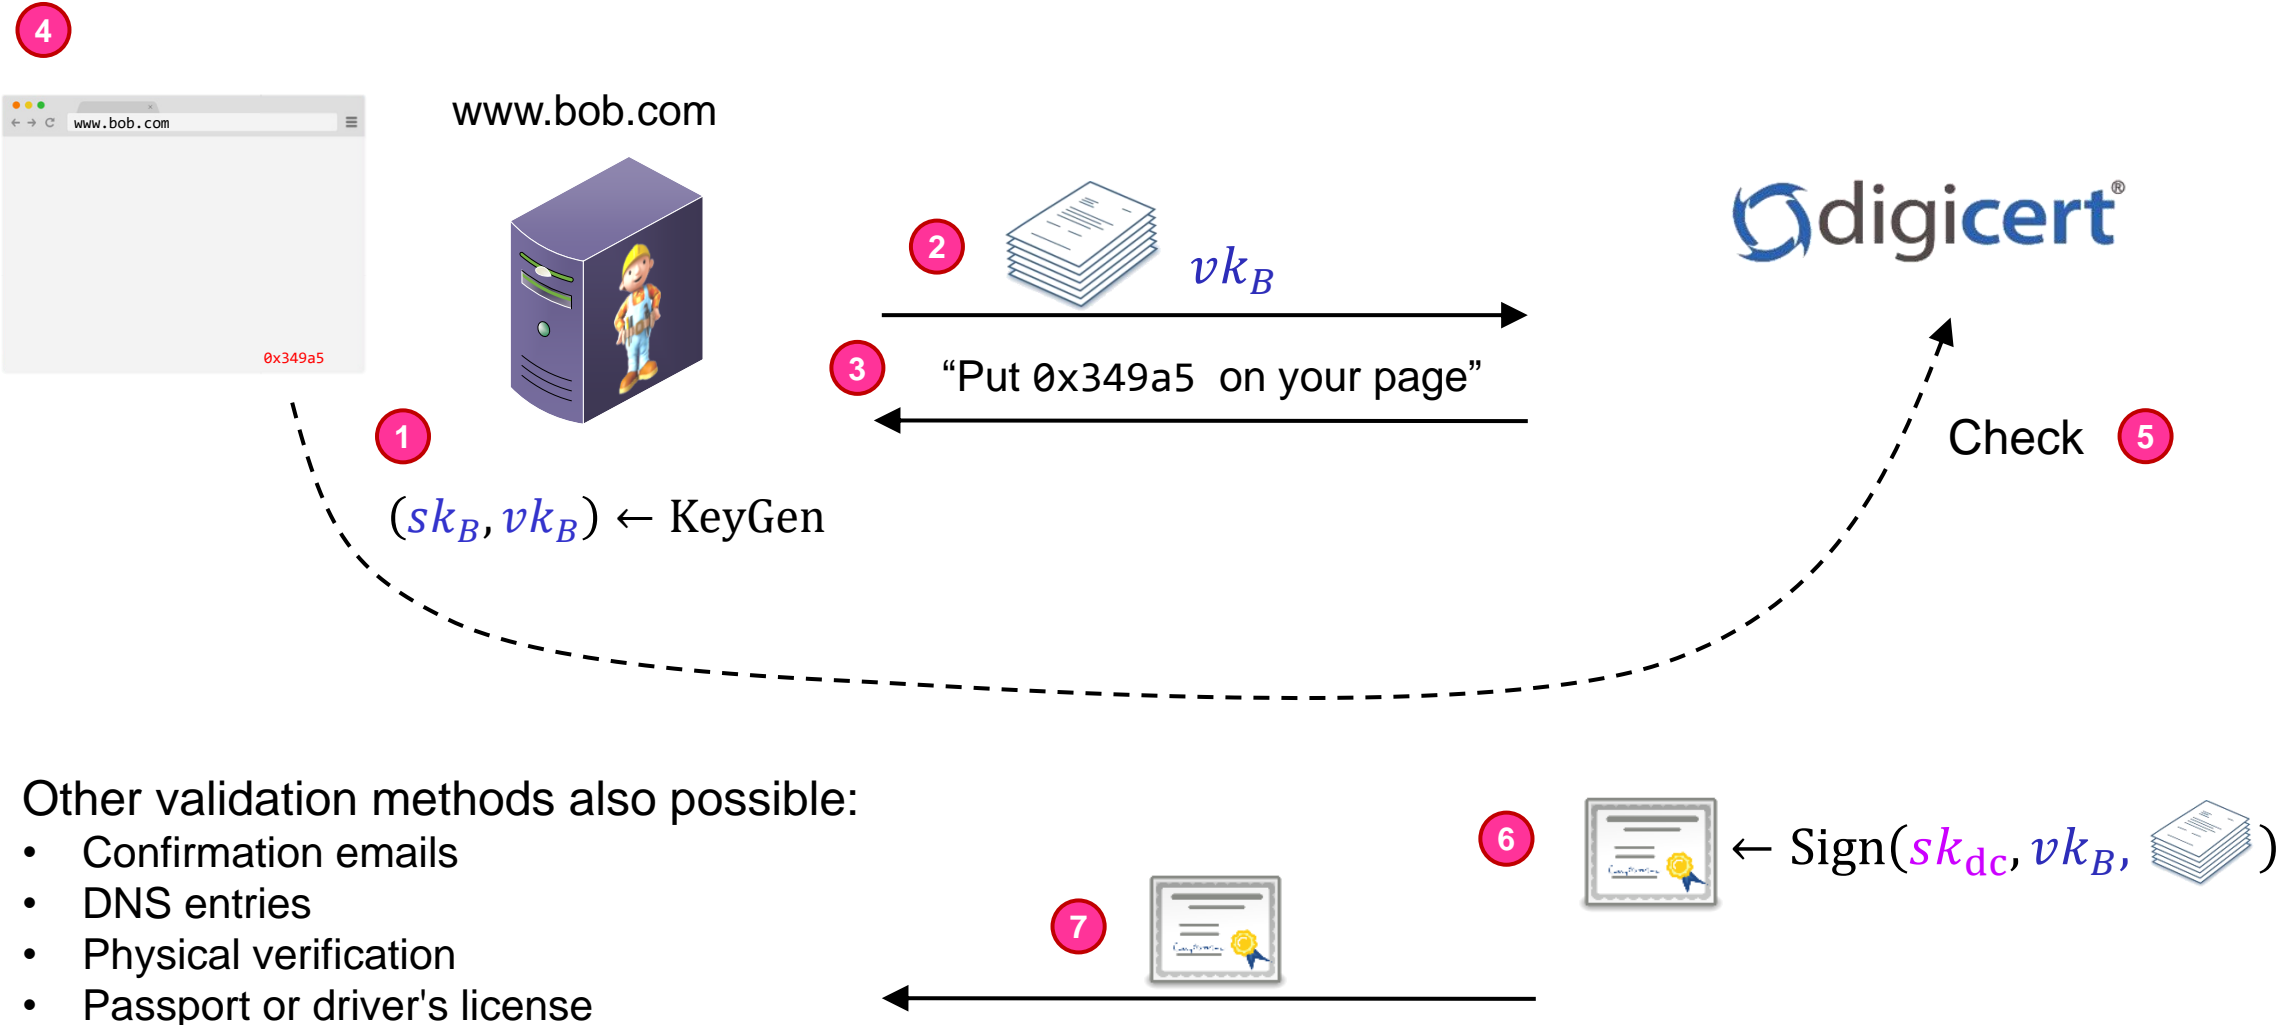 4
www.bob.com
www.bob.com
0x349a5
2
vk_B
digicert®
3
“Put 0x349a5 on your page”
1
(sk_B, vk_B) ← KeyGen
Check 5
Other validation methods also possible:
• Confirmation emails
• DNS entries
• Physical verification
• Passport or driver's license
6
← Sign(sk_dc, vk_B, )
7